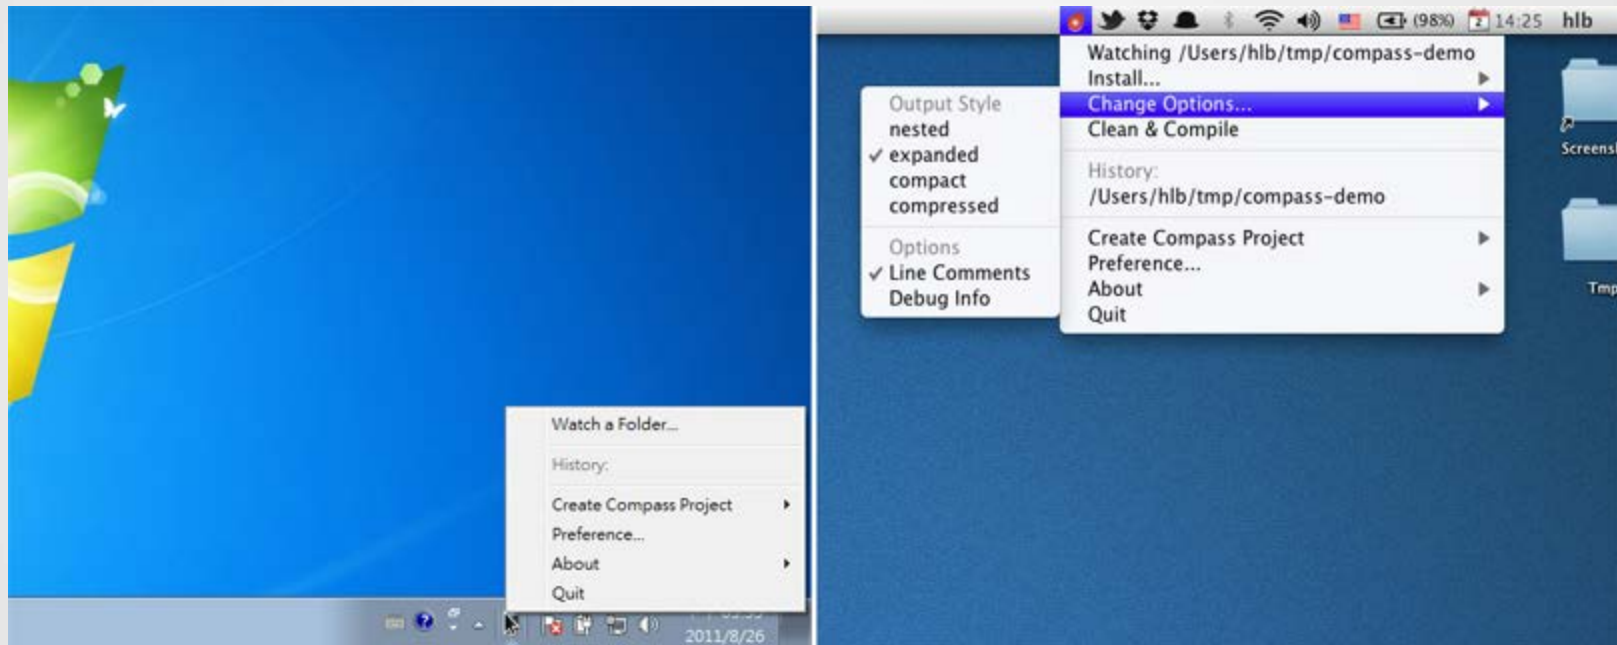 Watch a Folder...
History:
Create Compass Project
Preference...
About
Quit
2011/8/26
(98%) 2 14:25 hlb
Watching /Users/hlb/tmp/compass-demo
Install...
Change Options...
Clean & Compile
History:
/Users/hlb/tmp/compass-demo
Create Compass Project
Preference...
About
Quit
Output Style
nested
✓ expanded
compact
compressed
Options
✓ Line Comments
Debug Info
Screens
Tmp